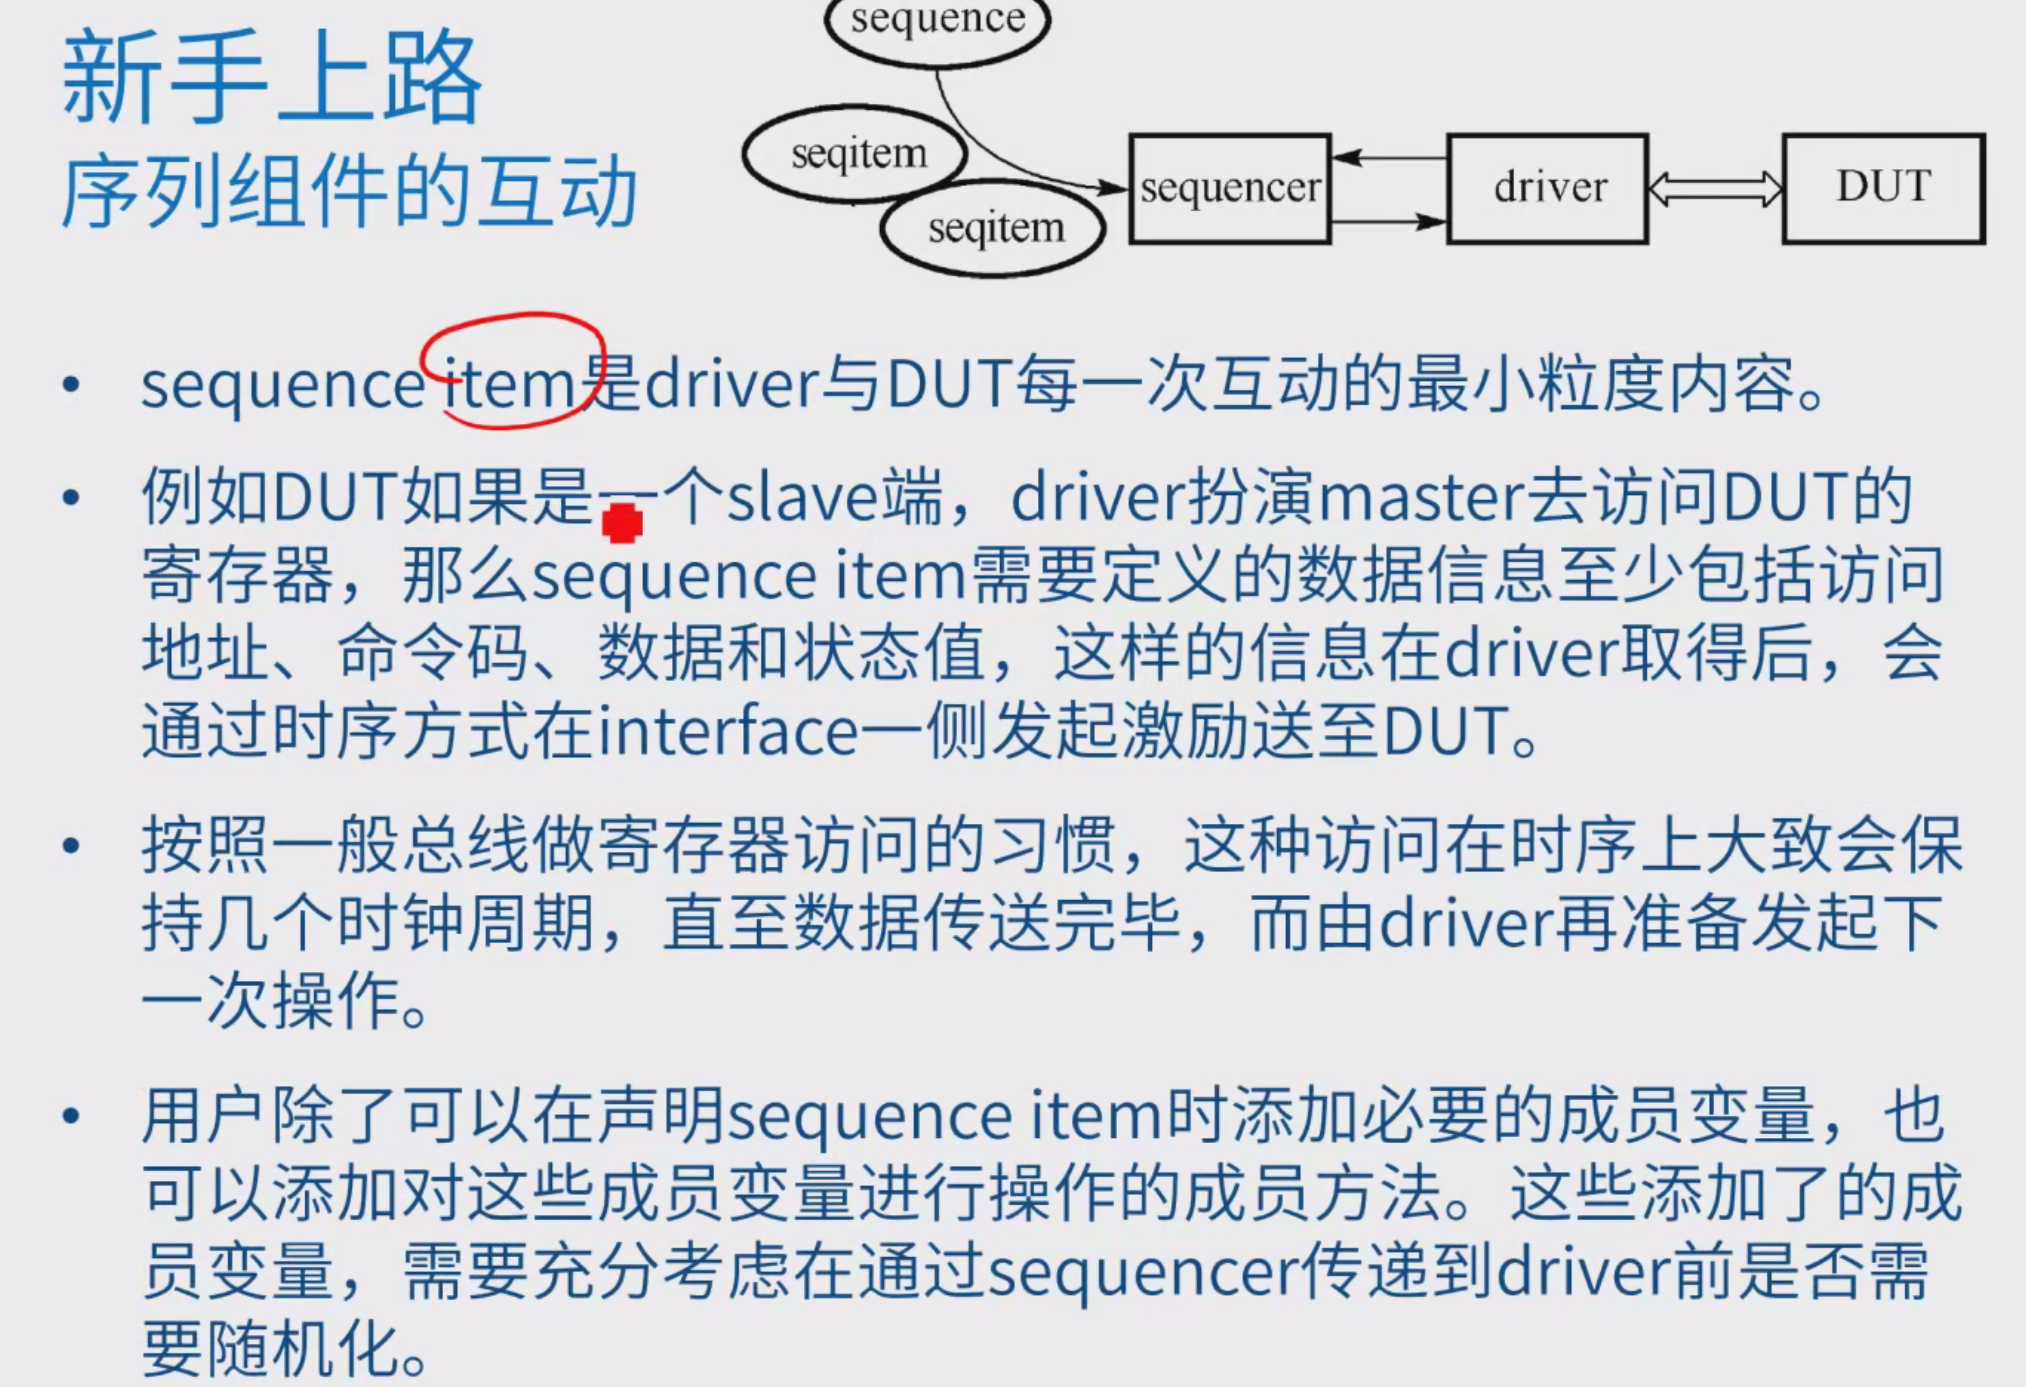 新手上路
序列组件的互动
sequence
seqitem
seqitem
sequencer
driver
DUT
• sequence item是driver与DUT每一次互动的最小粒度内容。
• 例如DUT如果是一个slave端，driver扮演master去访问DUT的
寄存器，那么sequence item需要定义的数据信息至少包括访问
地址、命令码、数据和状态值，这样的信息在driver取得后，会
通过时序方式在interface一侧发起激励送至DUT。
• 按照一般总线做寄存器访问的习惯，这种访问在时序上大致会保
持几个时钟周期，直至数据传送完毕，而由driver再准备发起下
一次操作。
• 用户除了可以在声明sequence item时添加必要的成员变量，也
可以添加对这些成员变量进行操作的成员方法。这些添加了的成
员变量，需要充分考虑在通过sequencer传递到driver前是否需
要随机化。